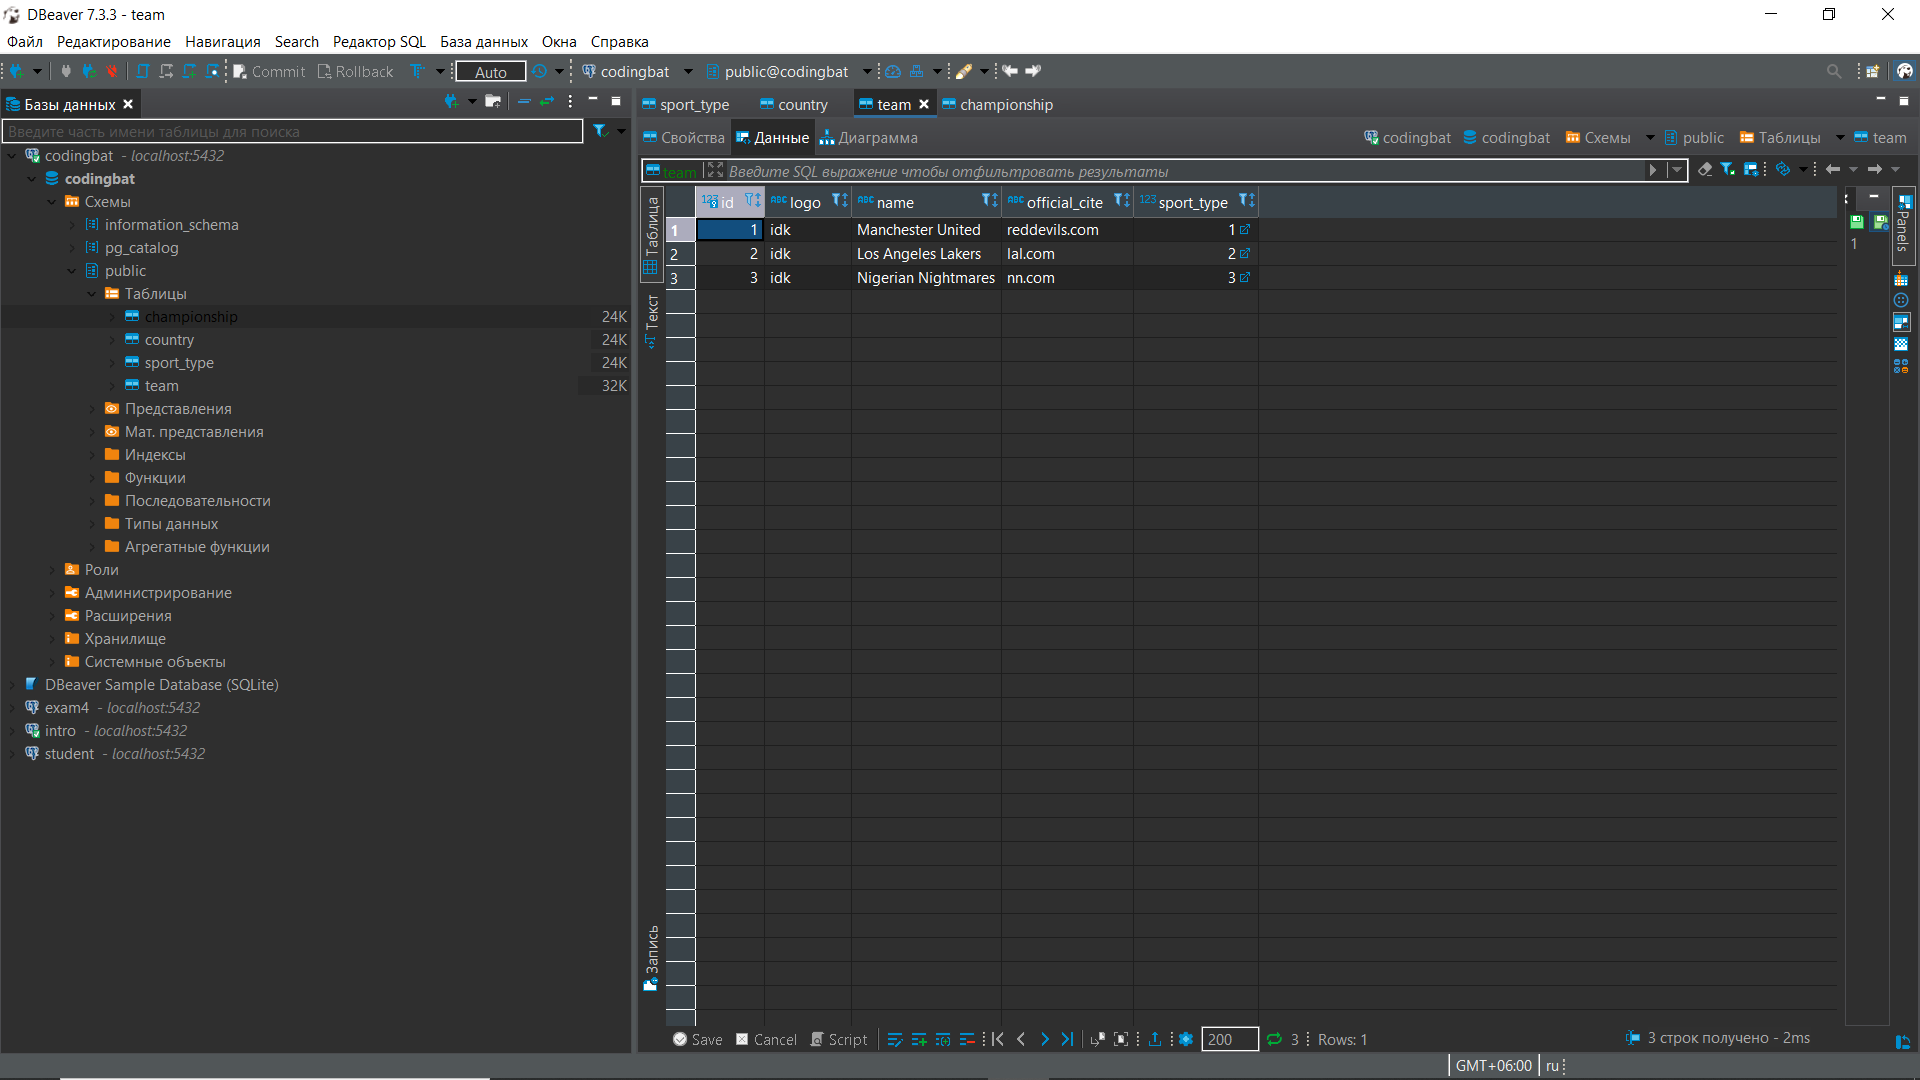 DBeaver 7.3.3 - team
Файл Редактирование Навигация Search Редактор SQL База данных Окна Справка
Commit Rollback Auto codingbat public@codingbat
Базы данных
Введите часть имени таблицы для поиска
codingbat - localhost:5432
codingbat
Схемы
information_schema
pg_catalog
public
Таблицы
championship 24K
country 24K
sport_type 24K
team 32K
Представления
Мат. представления
Индексы
Функции
Последовательности
Типы данных
Агрегатные функции
Роли
Администрирование
Расширения
Хранилище
Системные объекты
DBeaver Sample Database (SQLite)
exam4 - localhost:5432
intro - localhost:5432
student - localhost:5432
sport_type country team championship
Свойства Данные Диаграмма codingbat codingbat Схемы public Таблицы team
team Введите SQL выражение чтобы отфильтровать результаты
Таблица
Текст
Запись
123 id ABC logo ABC name ABC official_cite 123 sport_type
1 1 idk Manchester United reddevils.com 1
2 2 idk Los Angeles Lakers lal.com 2
3 3 idk Nigerian Nightmares nn.com 3
1
Panels
Save Cancel Script 200 3 Rows: 1 3 строк получено - 2ms
GMT+06:00 ru